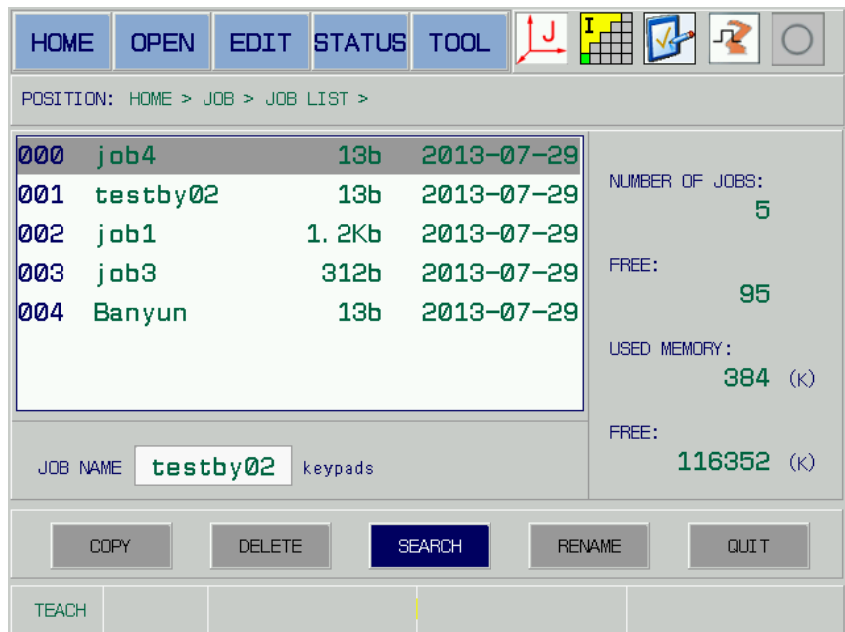 HOME OPEN EDIT STATUS TOOL J I
POSITION: HOME > JOB > JOB LIST >
000 job4 13b 2013-07-29
001 testby02 13b 2013-07-29
002 job1 1.2Kb 2013-07-29
003 job3 312b 2013-07-29
004 Banyun 13b 2013-07-29
NUMBER OF JOBS:
5
FREE:
95
USED MEMORY:
384 (K)
FREE:
116352 (K)
JOB NAME testby02 keypads
COPY DELETE SEARCH RENAME QUIT
TEACH